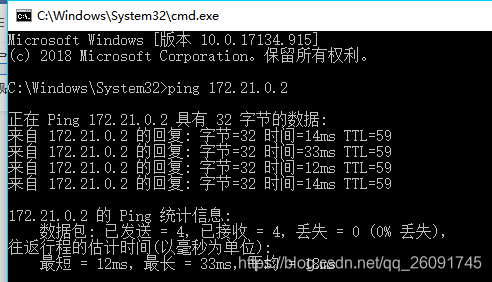 C:\Windows\System32\cmd.exe
Microsoft Windows [版本 10.0.17134.915]
(c) 2018 Microsoft Corporation。保留所有权利。
C:\Windows\System32>ping 172.21.0.2
正在 Ping 172.21.0.2 具有 32 字节的数据:
来自 172.21.0.2 的回复: 字节=32 时间=14ms TTL=59
来自 172.21.0.2 的回复: 字节=32 时间=33ms TTL=59
来自 172.21.0.2 的回复: 字节=32 时间=12ms TTL=59
来自 172.21.0.2 的回复: 字节=32 时间=14ms TTL=59
172.21.0.2 的 Ping 统计信息:
数据包: 已发送 = 4，已接收 = 4，丢失 = 0 (0% 丢失)，
往返行程的估计时间(以毫秒为单位):
最短 = 12ms，最长 = 33ms，平均 = 18ms
https://blog.csdn.net/qq_26091745